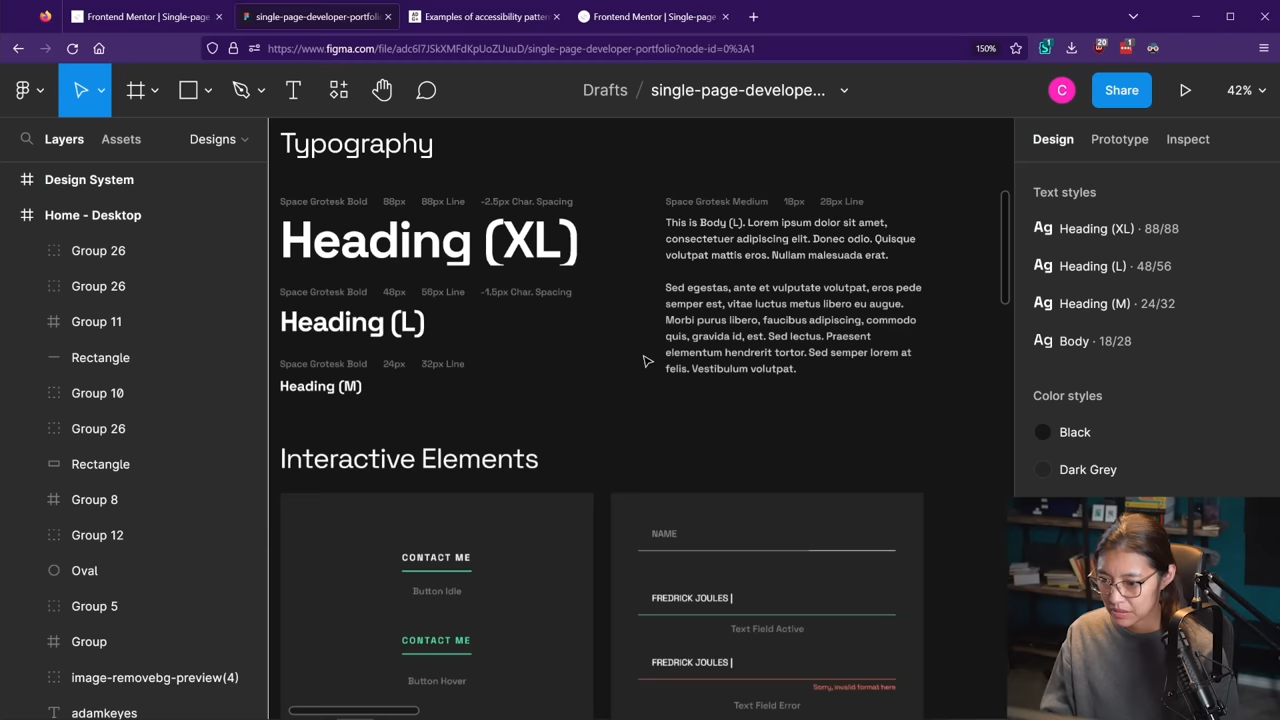 Frontend Mentor | Single-page
single-page-developer-portfo
Examples of accessibility patter
Frontend Mentor | Single-page
https://www.figma.com/file/adc6l7JSkXMFdKpUoZUuuD/single-page-developer-portfolio?node-id=0%3A1
150%
20
1
Drafts / single-page-develope...
C
Share
42%
Layers
Assets
Designs
Design System
Home - Desktop
Group 26
Group 26
Group 11
Rectangle
Group 10
Group 26
Rectangle
Group 8
Group 12
Oval
Group 5
Group
image-removebg-preview(4)
adamkeyes
Typography
Space Grotesk Bold 88px 88px Line -2.5px Char. Spacing
Heading (XL)
Space Grotesk Bold 48px 56px Line -1.5px Char. Spacing
Heading (L)
Space Grotesk Bold 24px 32px Line
Heading (M)
Space Grotesk Medium 18px 28px Line
This is Body (L). Lorem ipsum dolor sit amet,
consectetuer adipiscing elit. Donec odio. Quisque
volutpat mattis eros. Nullam malesuada erat.
Sed egestas, ante et vulputate volutpat, eros pede
semper est, vitae luctus metus libero eu augue.
Morbi purus libero, faucibus adipiscing, commodo
quis, gravida id, est. Sed lectus. Praesent
elementum hendrerit tortor. Sed semper lorem at
felis. Vestibulum volutpat.
Interactive Elements
CONTACT ME
Button Idle
CONTACT ME
Button Hover
NAME
FREDRICK JOULES |
Text Field Active
FREDRICK JOULES |
Sorry, invalid format here
Text Field Error
Design
Prototype
Inspect
Text styles
Ag Heading (XL) · 88/88
Ag Heading (L) · 48/56
Ag Heading (M) · 24/32
Ag Body · 18/28
Color styles
Black
Dark Grey